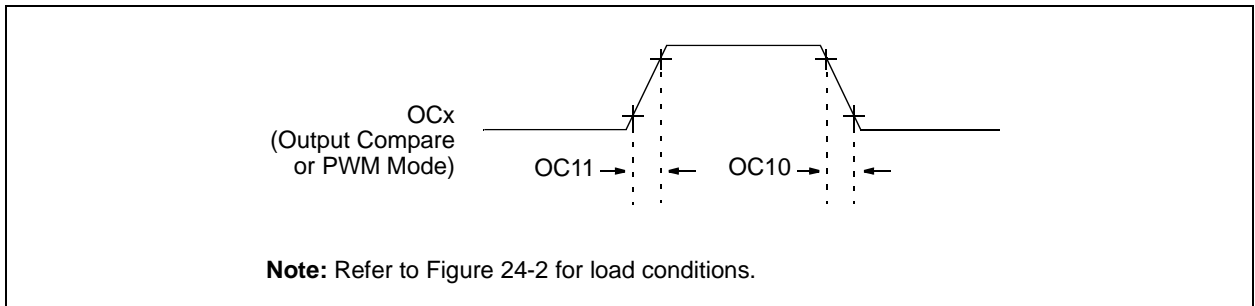 OCx
(Output Compare
or PWM Mode)
OC11
OC10
Note: Refer to Figure 24-2 for load conditions.